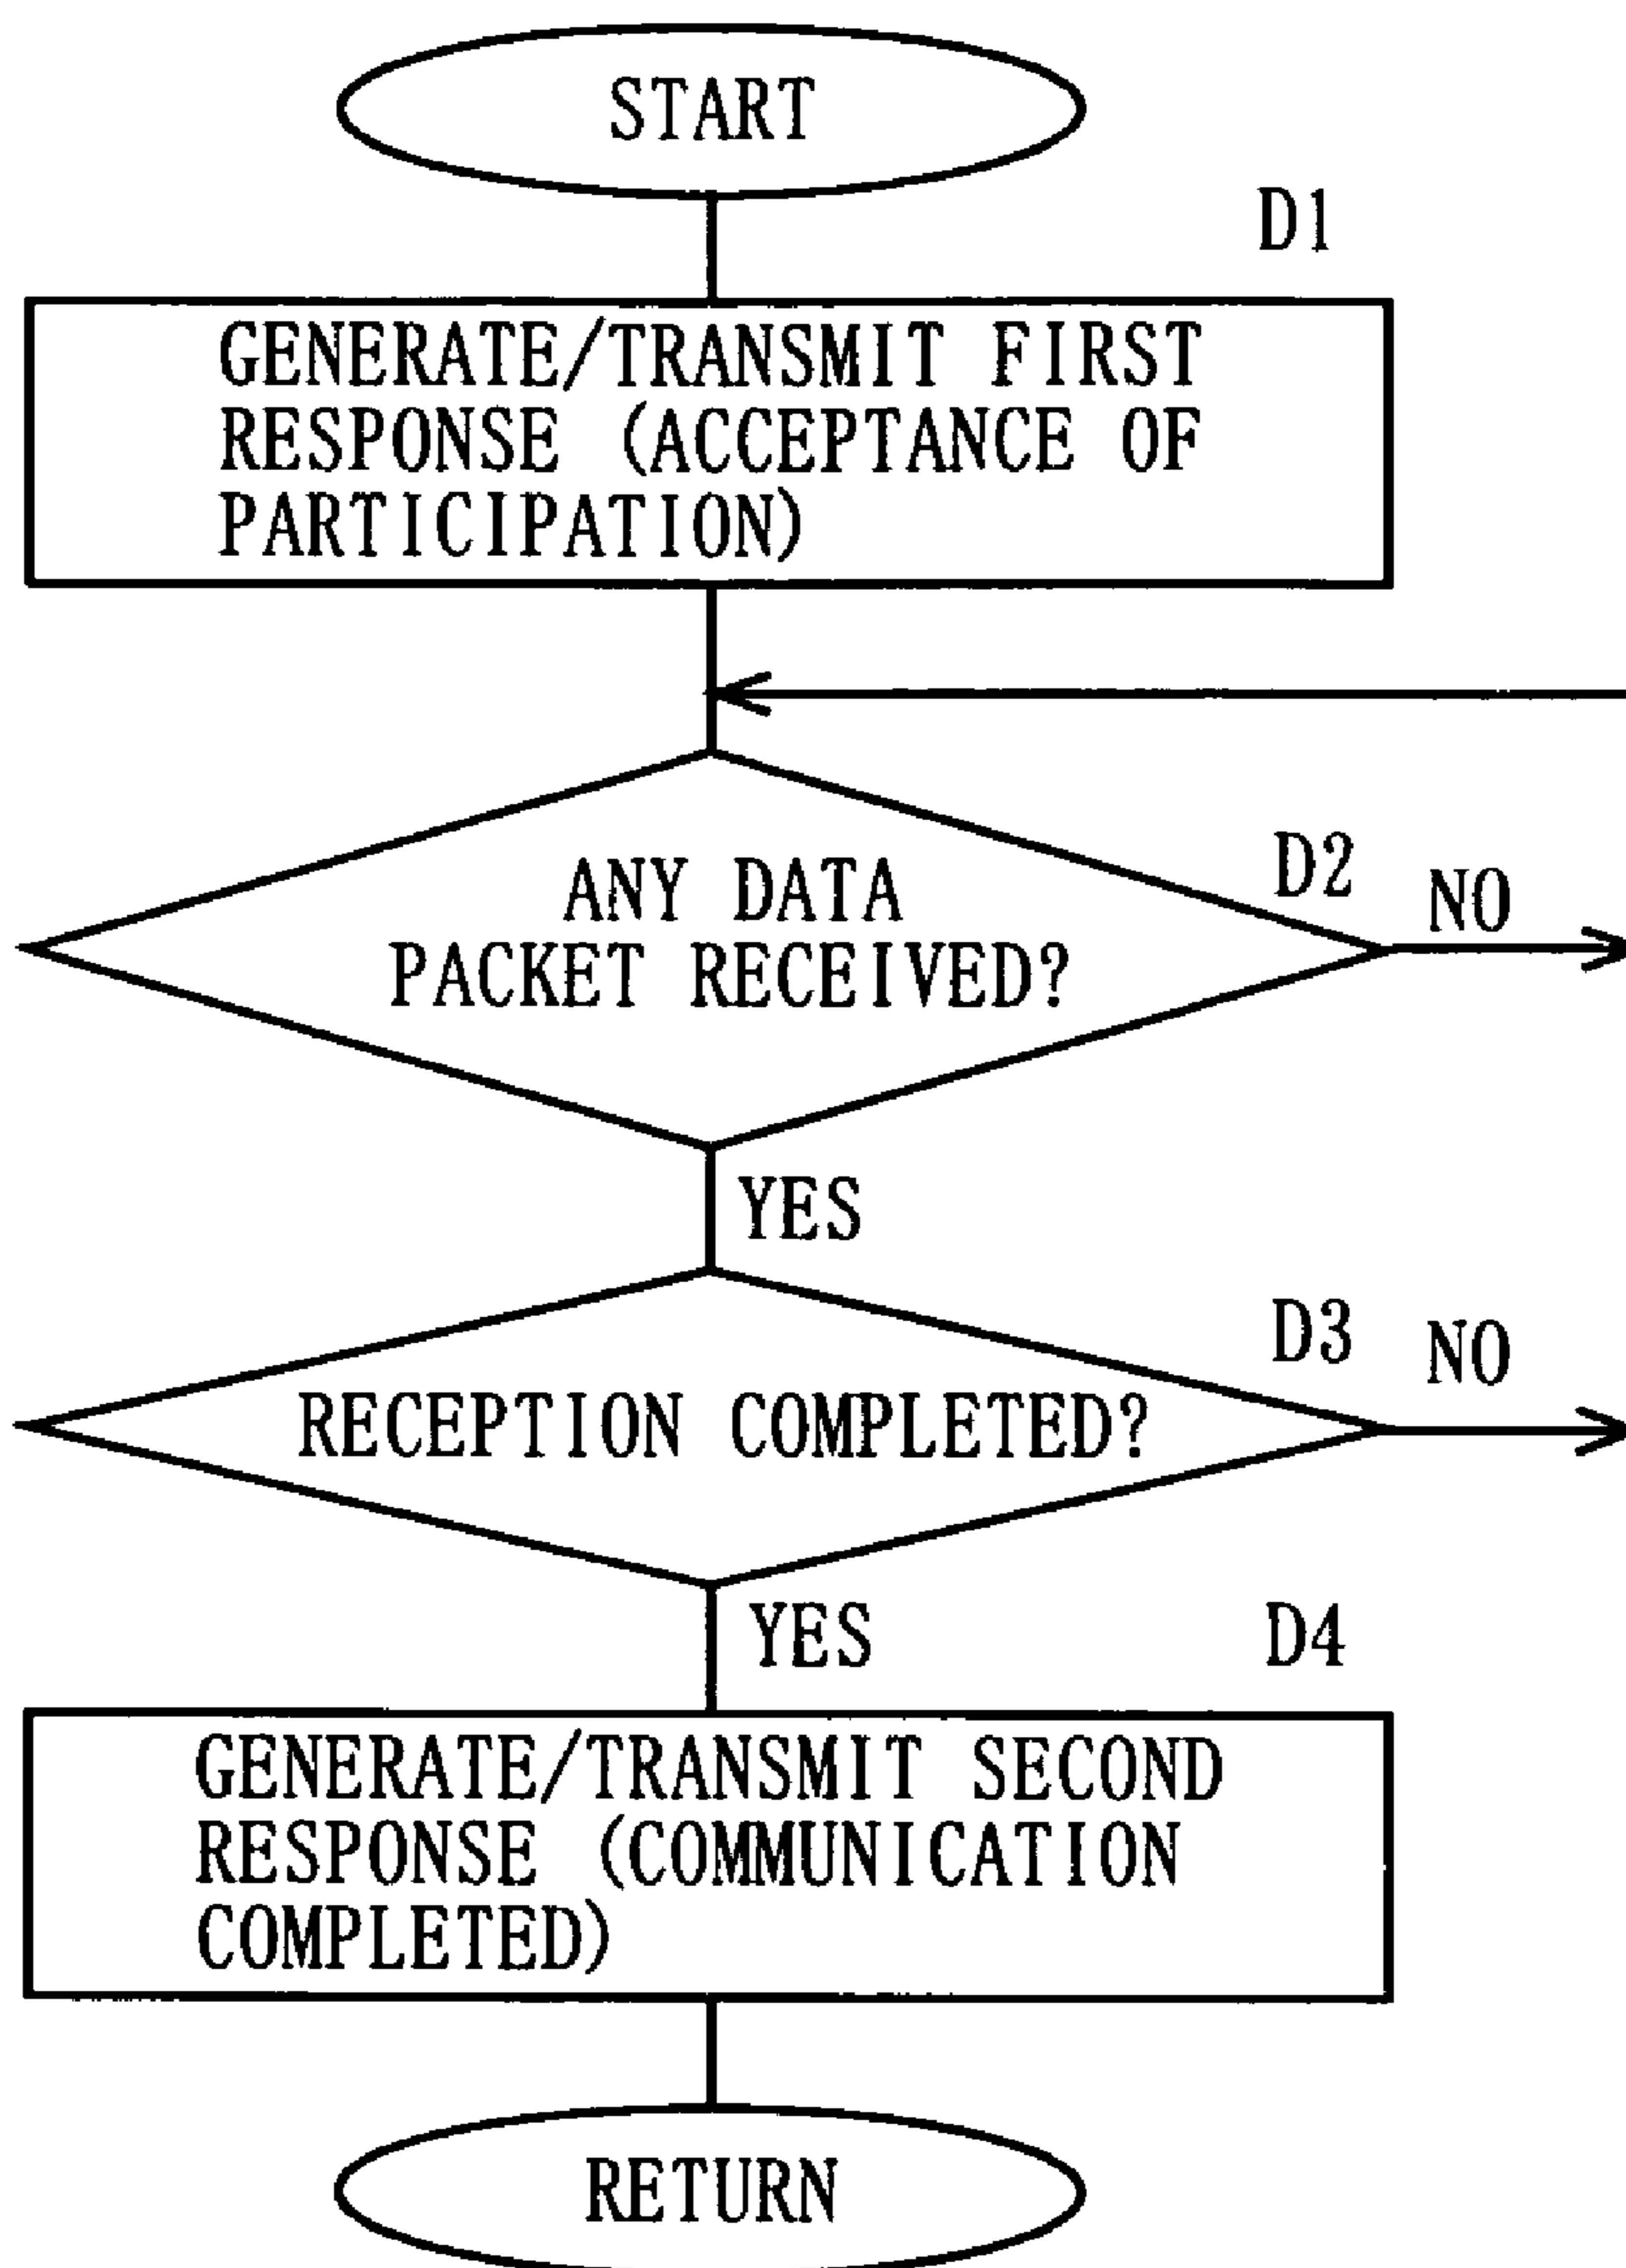 START
D1
GENERATE/TRANSMIT FIRST
RESPONSE (ACCEPTANCE OF
PARTICIPATION)
D2
NO
ANY DATA
PACKET RECEIVED?
YES
D3
NO
RECEPTION COMPLETED?
YES
D4
GENERATE/TRANSMIT SECOND
RESPONSE (COMMUNICATION
COMPLETED)
RETURN